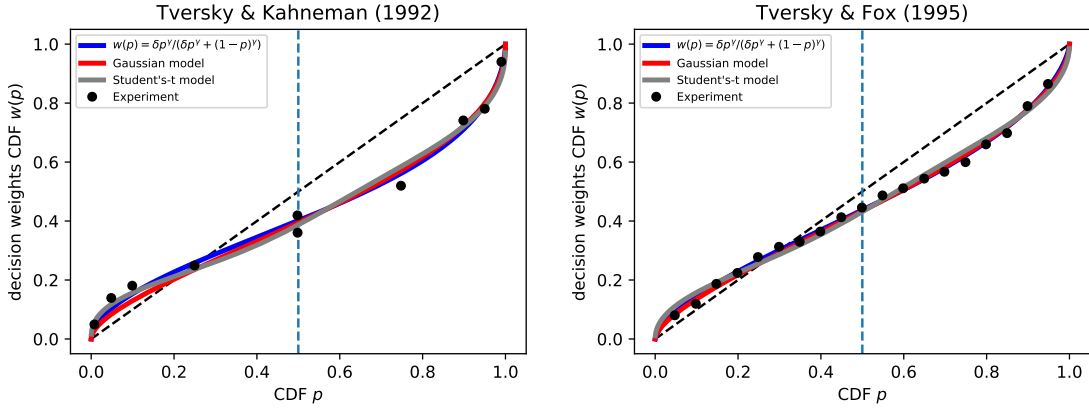 Tversky & Kahneman (1992)
w(p) = δp^γ/(δp^γ + (1 − p)^γ)
Gaussian model
Student's-t model
Experiment
decision weights CDF w(p)
1.0
0.8
0.6
0.4
0.2
0.0
0.0 0.2 0.4 0.6 0.8 1.0
CDF p
Tversky & Fox (1995)
w(p) = δp^γ/(δp^γ + (1 − p)^γ)
Gaussian model
Student's-t model
Experiment
decision weights CDF w(p)
1.0
0.8
0.6
0.4
0.2
0.0
0.0 0.2 0.4 0.6 0.8 1.0
CDF p